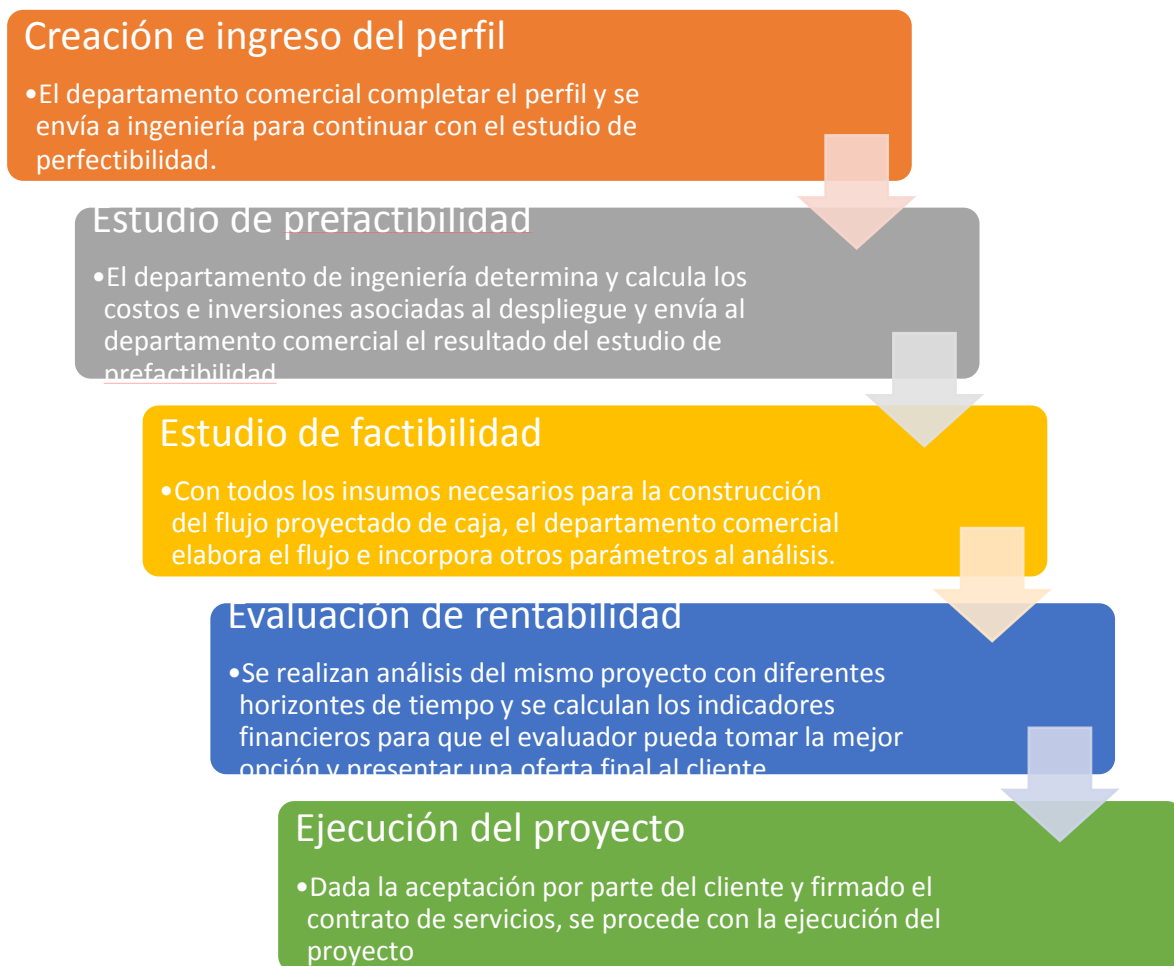 Creación e ingreso del perfil
•El departamento comercial completar el perfil y se
envía a ingeniería para continuar con el estudio de
perfectibilidad.
Estudio de prefactibilidad
•El departamento de ingeniería determina y calcula los
costos e inversiones asociadas al despliegue y envía al
departamento comercial el resultado del estudio de
prefactibilidad
Estudio de factibilidad
•Con todos los insumos necesarios para la construcción
del flujo proyectado de caja, el departamento comercial
elabora el flujo e incorpora otros parámetros al análisis.
Evaluación de rentabilidad
•Se realizan análisis del mismo proyecto con diferentes
horizontes de tiempo y se calculan los indicadores
financieros para que el evaluador pueda tomar la mejor
opción y presentar una oferta final al cliente
Ejecución del proyecto
•Dada la aceptación por parte del cliente y firmado el
contrato de servicios, se procede con la ejecución del
proyecto